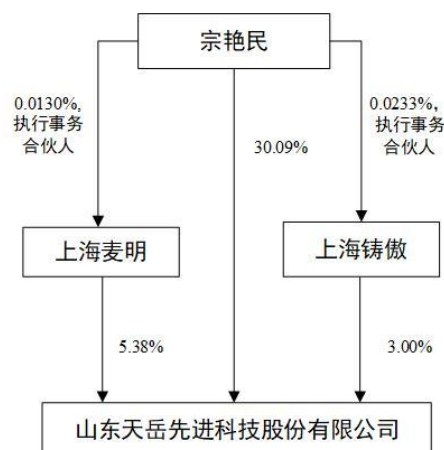 宗艳民
0.0130%,
执行事务
合伙人
30.09%
0.0233%，
执行事务
合伙人
上海麦明
上海铸傲
5.38%
3.00%
山东天岳先进科技股份有限公司